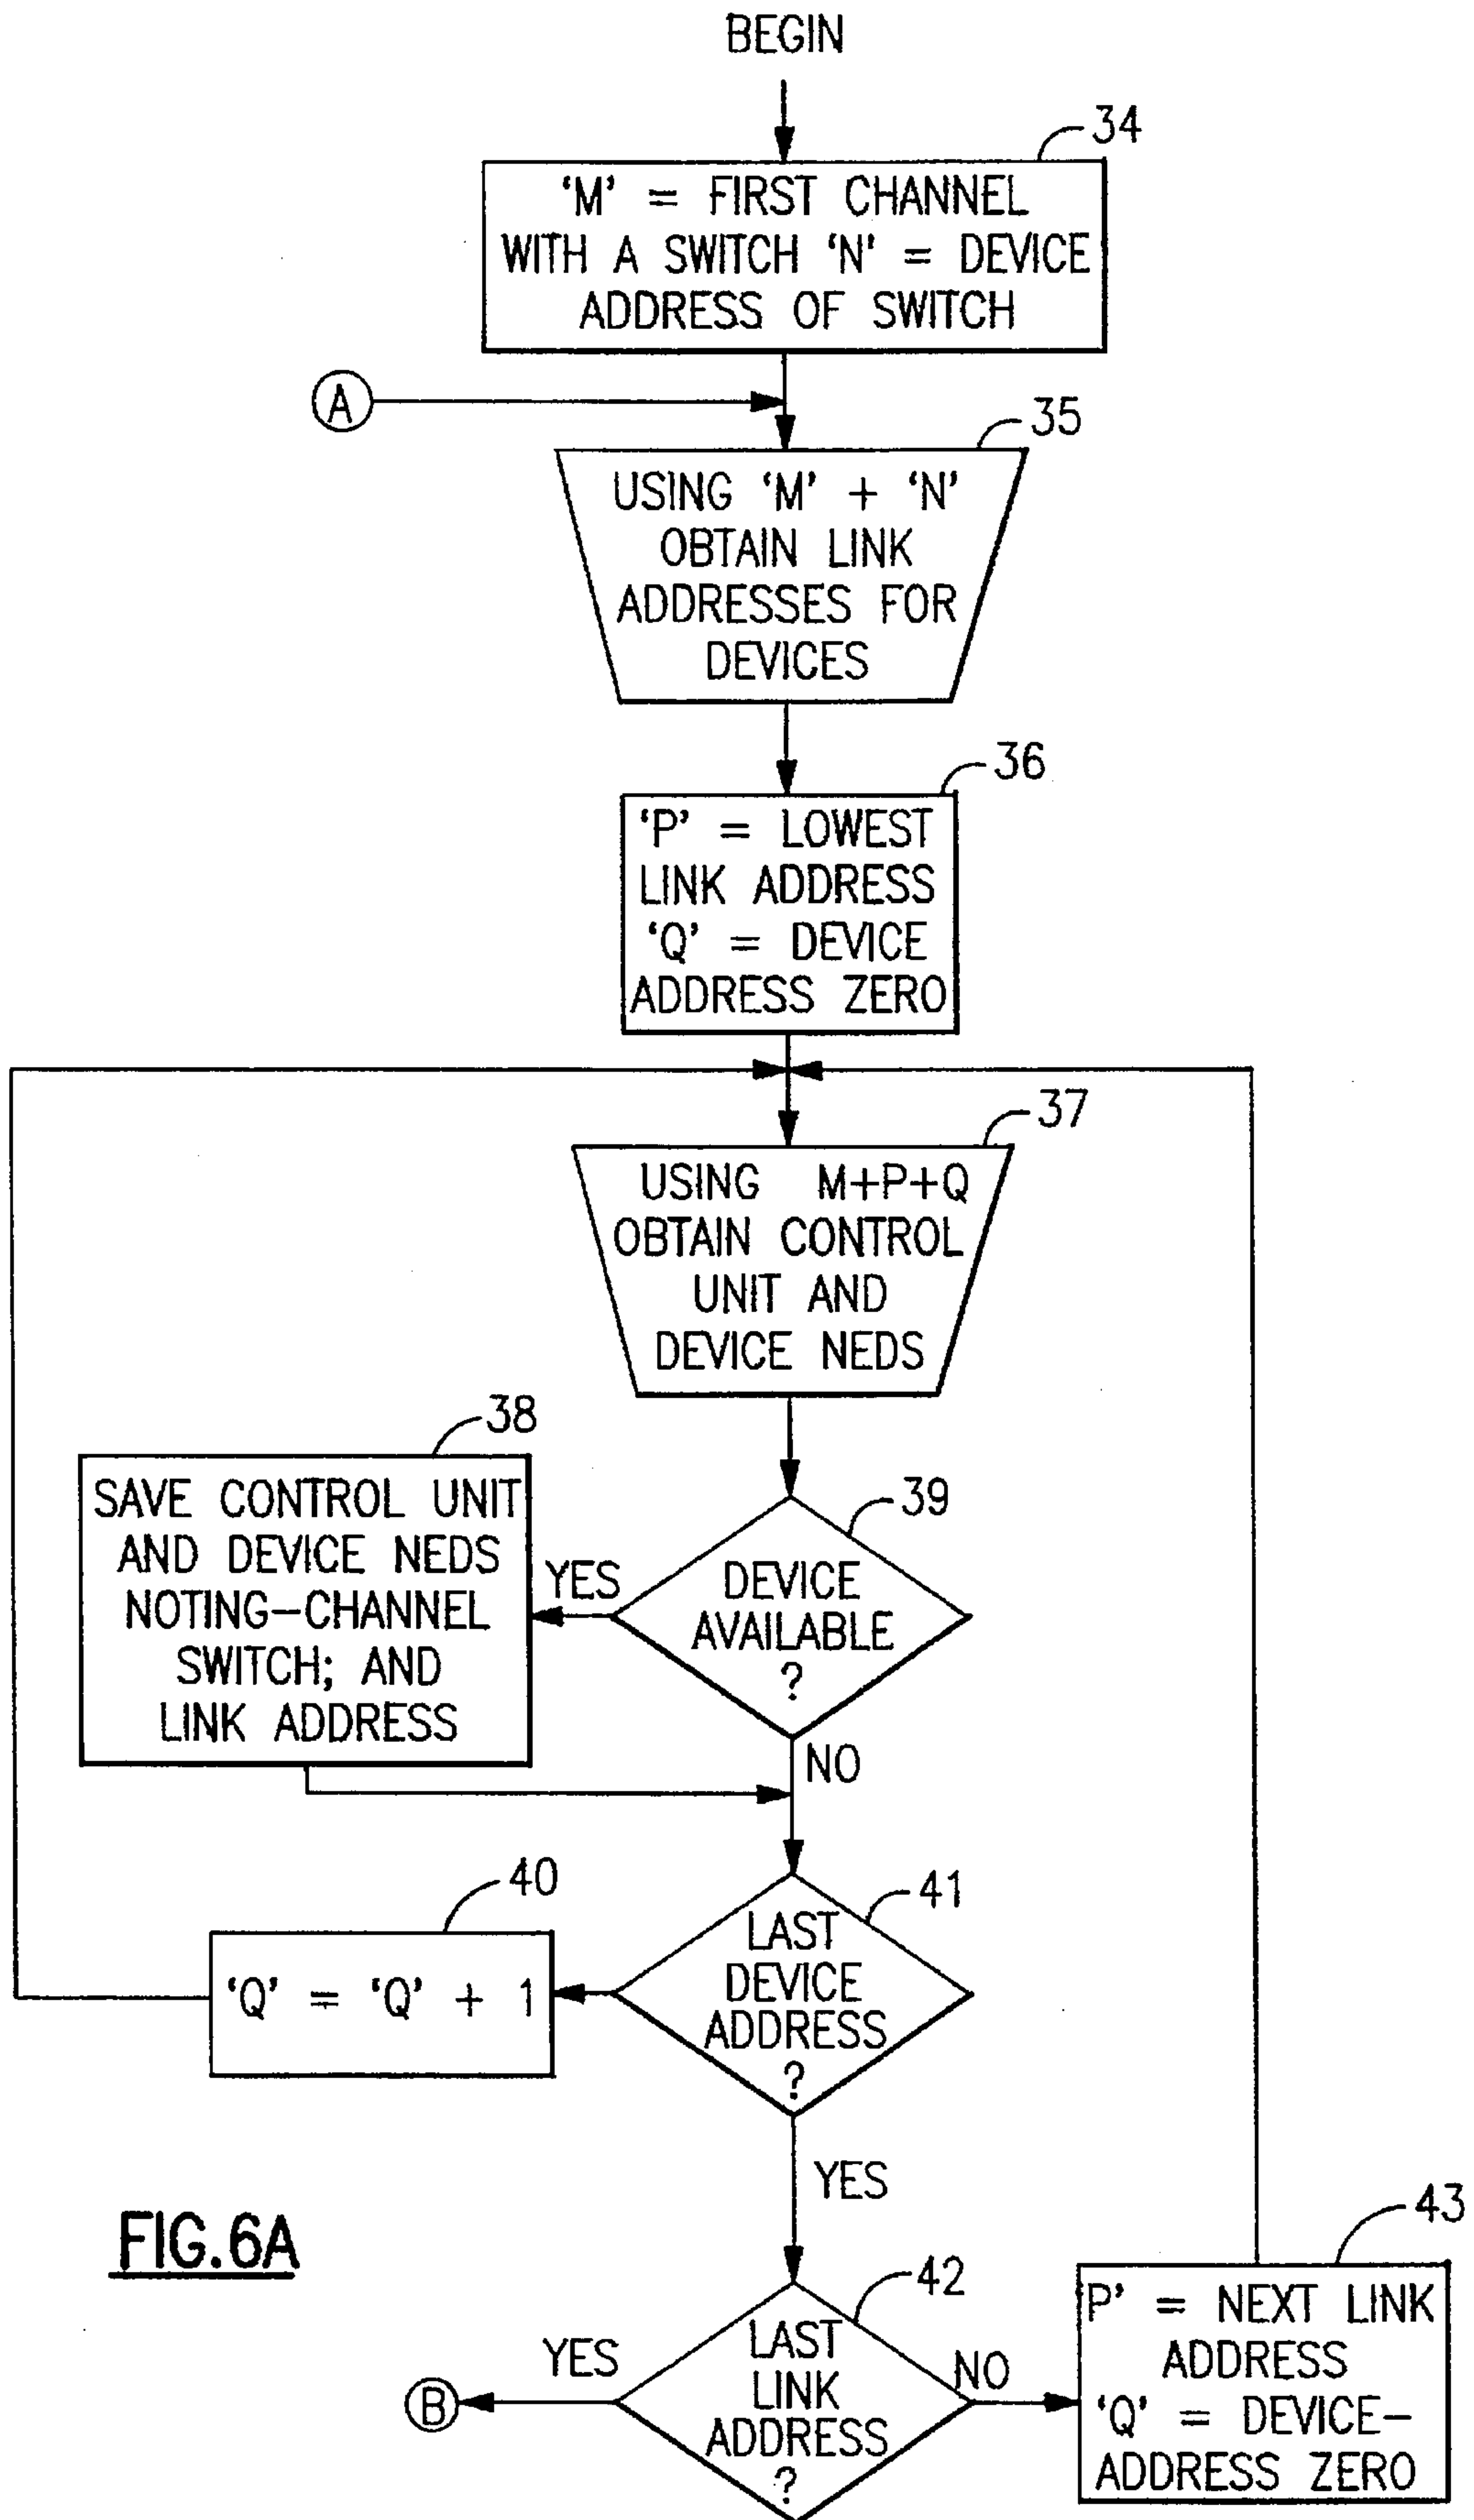 BEGIN
34
‘M’ = FIRST CHANNEL
WITH A SWITCH ‘N’ = DEVICE
ADDRESS OF SWITCH
A
35
USING ‘M’ + ‘N’
OBTAIN LINK
ADDRESSES FOR
DEVICES
36
‘P’ = LOWEST
LINK ADDRESS
‘Q’ = DEVICE
ADDRESS ZERO
37
USING M+P+Q
OBTAIN CONTROL
UNIT AND
DEVICE NEDS
38
SAVE CONTROL UNIT
AND DEVICE NEDS
NOTING-CHANNEL
SWITCH; AND
LINK ADDRESS
39
YES
DEVICE
AVAILABLE
?
NO
40
‘Q’ = ‘Q’ + 1
41
LAST
DEVICE
ADDRESS
?
YES
FIG.6A
42
LAST
LINK
ADDRESS
?
YES
B
NO
43
P’ = NEXT LINK
ADDRESS
‘Q’ = DEVICE-
ADDRESS ZERO